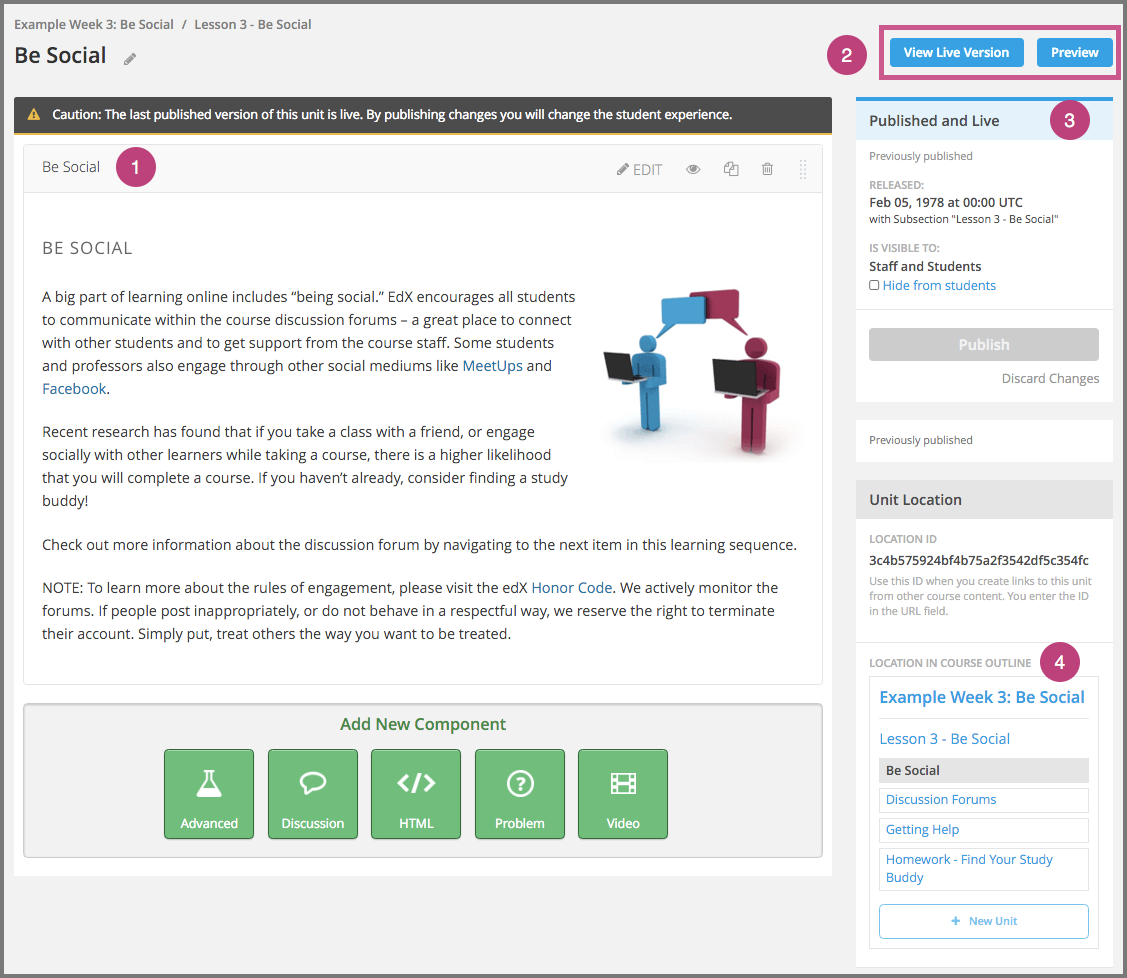 Example Week 3: Be Social / Lesson 3 - Be Social
Be Social
2
View Live Version
Preview
Caution: The last published version of this unit is live. By publishing changes you will change the student experience.
Be Social
1
EDIT
BE SOCIAL
A big part of learning online includes “being social.” EdX encourages all students
to communicate within the course discussion forums – a great place to connect
with other students and to get support from the course staff. Some students
and professors also engage through other social mediums like MeetUps and
Facebook.
Recent research has found that if you take a class with a friend, or engage
socially with other learners while taking a course, there is a higher likelihood
that you will complete a course. If you haven’t already, consider finding a study
buddy!
Check out more information about the discussion forum by navigating to the next item in this learning sequence.
NOTE: To learn more about the rules of engagement, please visit the edX Honor Code. We actively monitor the
forums. If people post inappropriately, or do not behave in a respectful way, we reserve the right to terminate
their account. Simply put, treat others the way you want to be treated.
Add New Component
Advanced
Discussion
HTML
Problem
Video
Published and Live
3
Previously published
RELEASED:
Feb 05, 1978 at 00:00 UTC
with Subsection "Lesson 3 - Be Social"
IS VISIBLE TO:
Staff and Students
Hide from students
Publish
Discard Changes
Previously published
Unit Location
LOCATION ID
3c4b575924bf4b75a2f3542df5c354fc
Use this ID when you create links to this unit
from other course content. You enter the ID
in the URL field.
LOCATION IN COURSE OUTLINE
4
Example Week 3: Be Social
Lesson 3 - Be Social
Be Social
Discussion Forums
Getting Help
Homework - Find Your Study
Buddy
+ New Unit